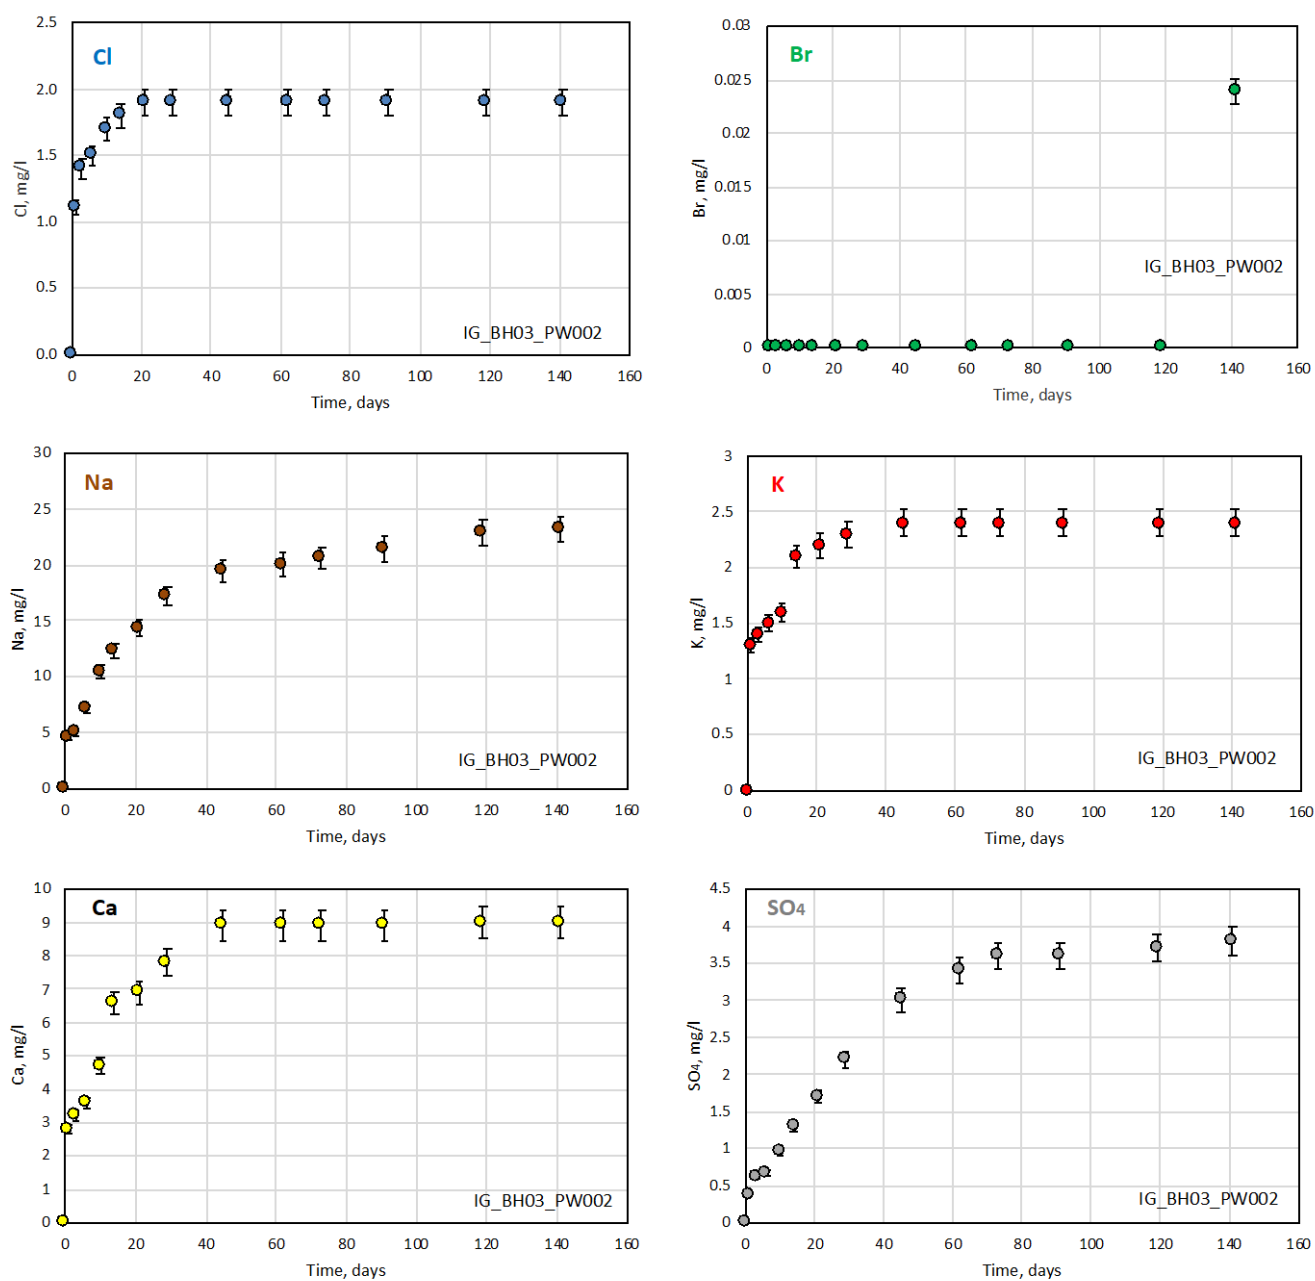 2.5
Cl
2.0
1.5
1.0
0.5
0.0
Cl, mg/l
IG_BH03_PW002
0 20 40 60 80 100 120 140 160
Time, days
0.03
Br
0.025
0.02
0.015
0.01
0.005
0
Br, mg/l
IG_BH03_PW002
0 20 40 60 80 100 120 140 160
Time, days
30
Na
25
20
15
10
5
0
Na, mg/l
IG_BH03_PW002
0 20 40 60 80 100 120 140 160
Time, days
3
K
2.5
2
1.5
1
0.5
0
K, mg/l
IG_BH03_PW002
0 20 40 60 80 100 120 140 160
Time, days
10
Ca
9
8
7
6
5
4
3
2
1
0
Ca, mg/l
IG_BH03_PW002
0 20 40 60 80 100 120 140 160
Time, days
4.5
SO4
4
3.5
3
2.5
2
1.5
1
0.5
0
SO4, mg/l
IG_BH03_PW002
0 20 40 60 80 100 120 140 160
Time, days